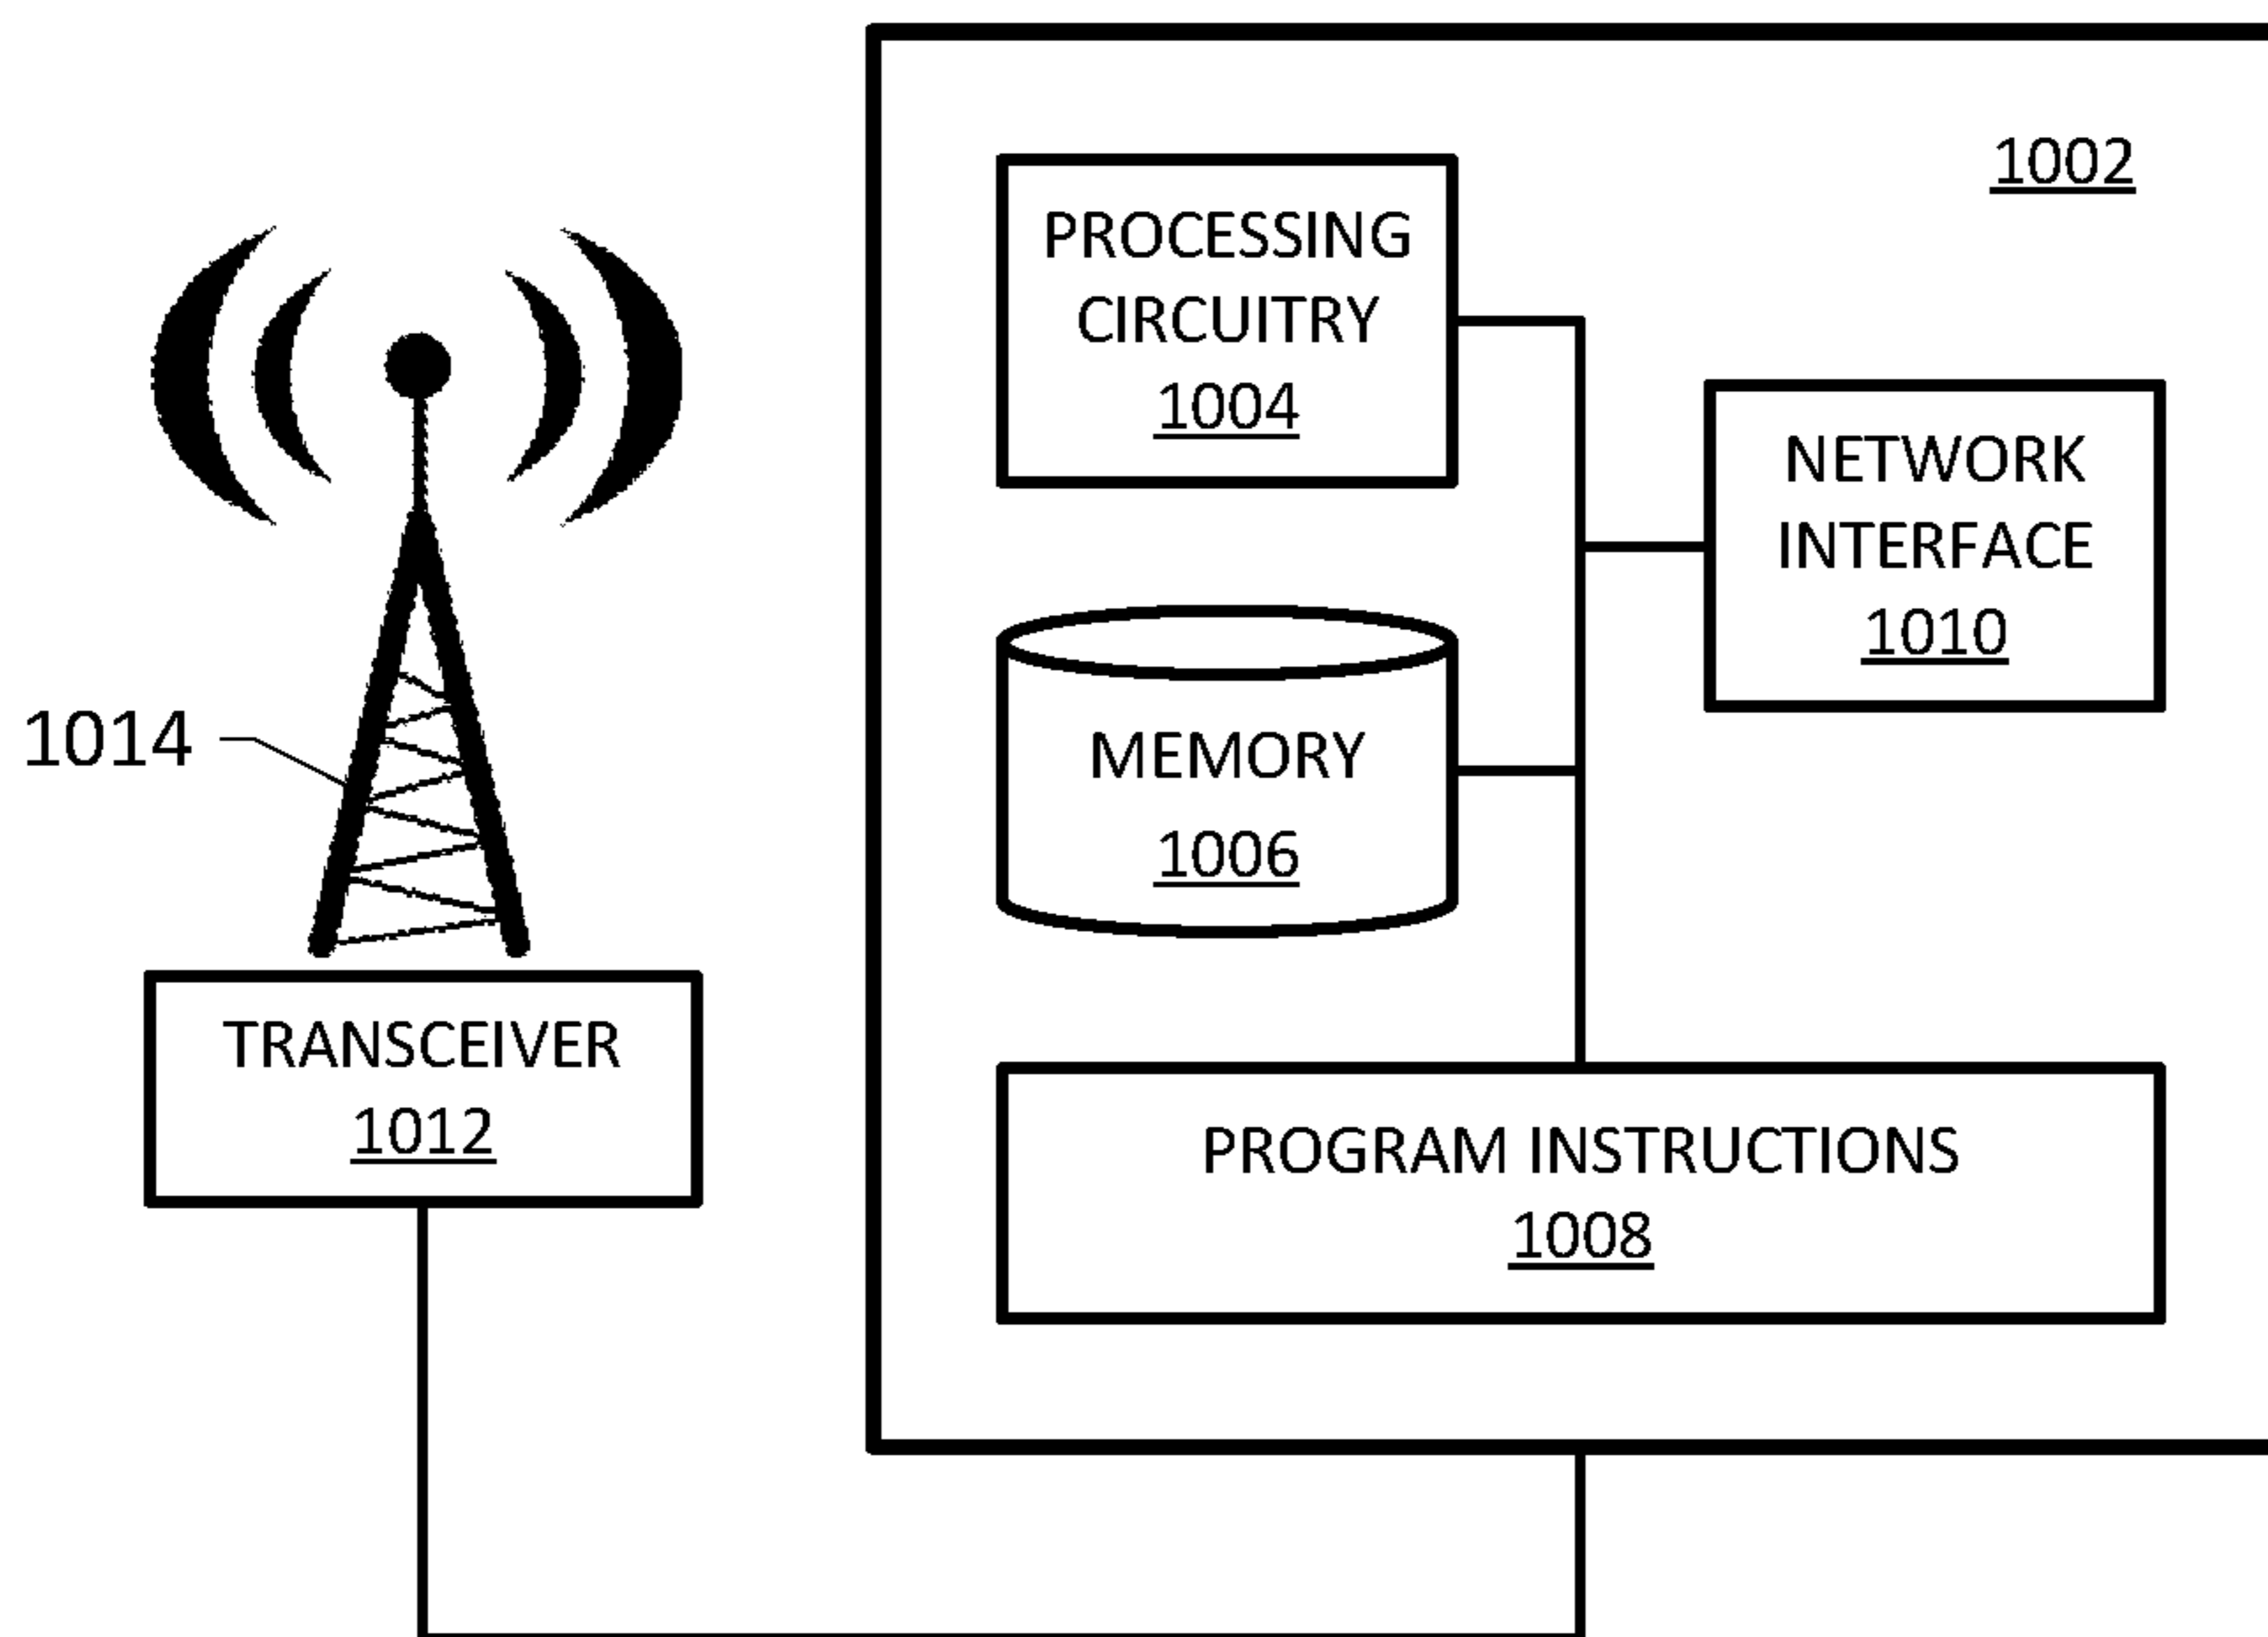 1002
PROCESSING
CIRCUITRY
1004
NETWORK
INTERFACE
1010
1014
MEMORY
1006
TRANSCEIVER
1012
PROGRAM INSTRUCTIONS
1008